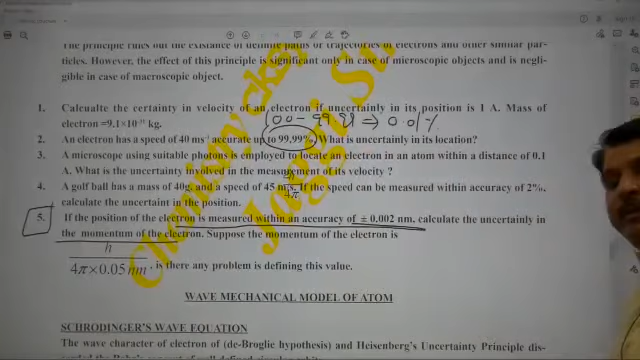 The principle rules out the existance of definite paths or trajectories of electrons and other similar par-
ticles. However, the effect of this principle is significant only in case of microscopic objects and is negli-
gible in case of macroscopic object.
100 - 99.99 ⇒ 0.01%
1. Calcualte the certainty in velocity of an electron if uncertainly in its position is 1 A. Mass of
electron =9.1×10⁻³¹ kg.
2. An electron has a speed of 40 ms⁻¹ accurate up to 99.99%. What is uncertainty in its location?
3. A microscope using suitable photons is employed to locate an electron in an atom within a distance of 0.1
A. What is the uncertainty involved in the measurement of its velocity ?
4. A golf ball has a mass of 40g, and a speed of 45 m/s. If the speed can be measured within accuracy of 2%,
calculate the uncertaint in the position.
4π
5. If the position of the electron is measured within an accuracy of ± 0.002 nm, calculate the uncertainly in
the momentum of the electron. Suppose the momentum of the electron is
h
4π×0.05 nm, is there any problem is defining this value.
WAVE MECHANICAL MODEL OF ATOM
SCHRODINGER'S WAVE EQUATION
The wave character of electron of (de-Broglie hypothesis) and Heisenberg's Uncertainty Principle dis-
Chemistry
Jaggi